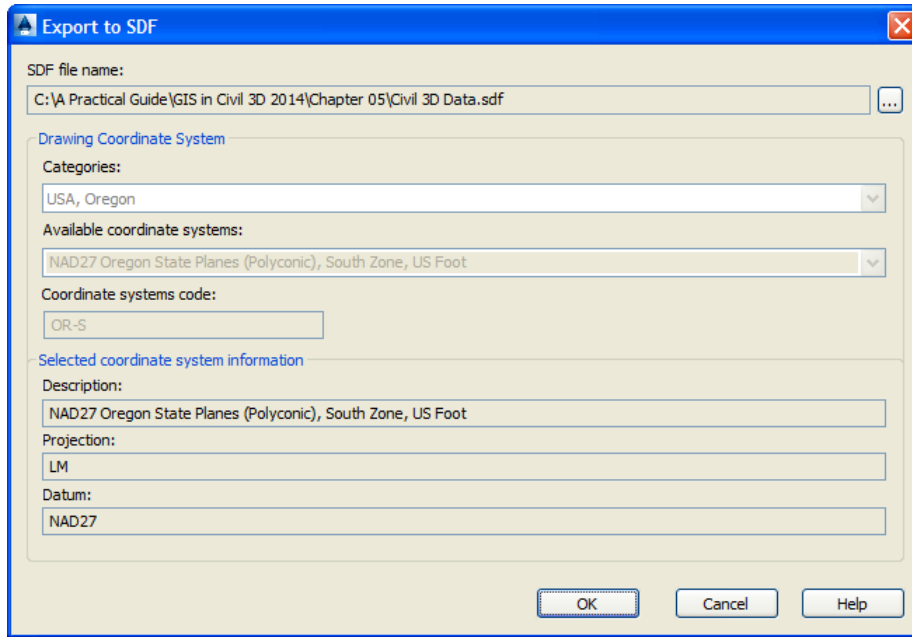 Export to SDF
SDF file name:
C:\A Practical Guide\GIS in Civil 3D 2014\Chapter 05\Civil 3D Data.sdf
...
Drawing Coordinate System
Categories:
USA, Oregon
Available coordinate systems:
NAD27 Oregon State Planes (Polyconic), South Zone, US Foot
Coordinate systems code:
OR-S
Selected coordinate system information
Description:
NAD27 Oregon State Planes (Polyconic), South Zone, US Foot
Projection:
LM
Datum:
NAD27
OK Cancel Help